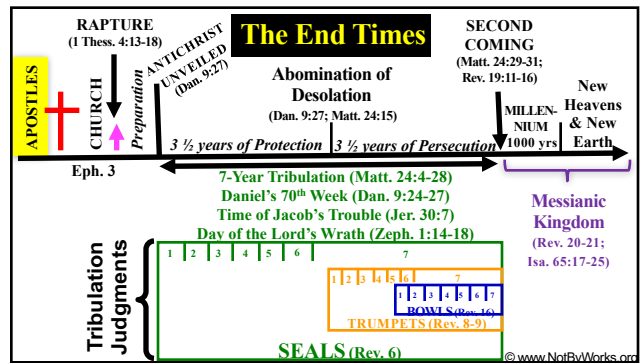 The End Times
RAPTURE
(1 Thess. 4:13-18)
APOSTLES
CHURCH
Preparation
ANTICHRIST
UNVEILED
(Dan. 9:27)
Abomination of
Desolation
(Dan. 9:27; Matt. 24:15)
SECOND
COMING
(Matt. 24:29-31;
Rev. 19:11-16)
MILLEN-
NIUM
1000 yrs
New
Heavens
& New
Earth
3 ½ years of Protection
3 ½ years of Persecution
Eph. 3
7-Year Tribulation (Matt. 24:4-28)
Daniel's 70th Week (Dan. 9:24-27)
Time of Jacob's Trouble (Jer. 30:7)
Day of the Lord's Wrath (Zeph. 1:14-18)
Messianic
Kingdom
(Rev. 20-21;
Isa. 65:17-25)
Tribulation
Judgments
1 2 3 4 5 6 7
1 2 3 4 5 6 7
1 2 3 4 5 6 7
BOWLS (Rev. 16)
TRUMPETS (Rev. 8-9)
SEALS (Rev. 6)
© www.NotByWorks.org